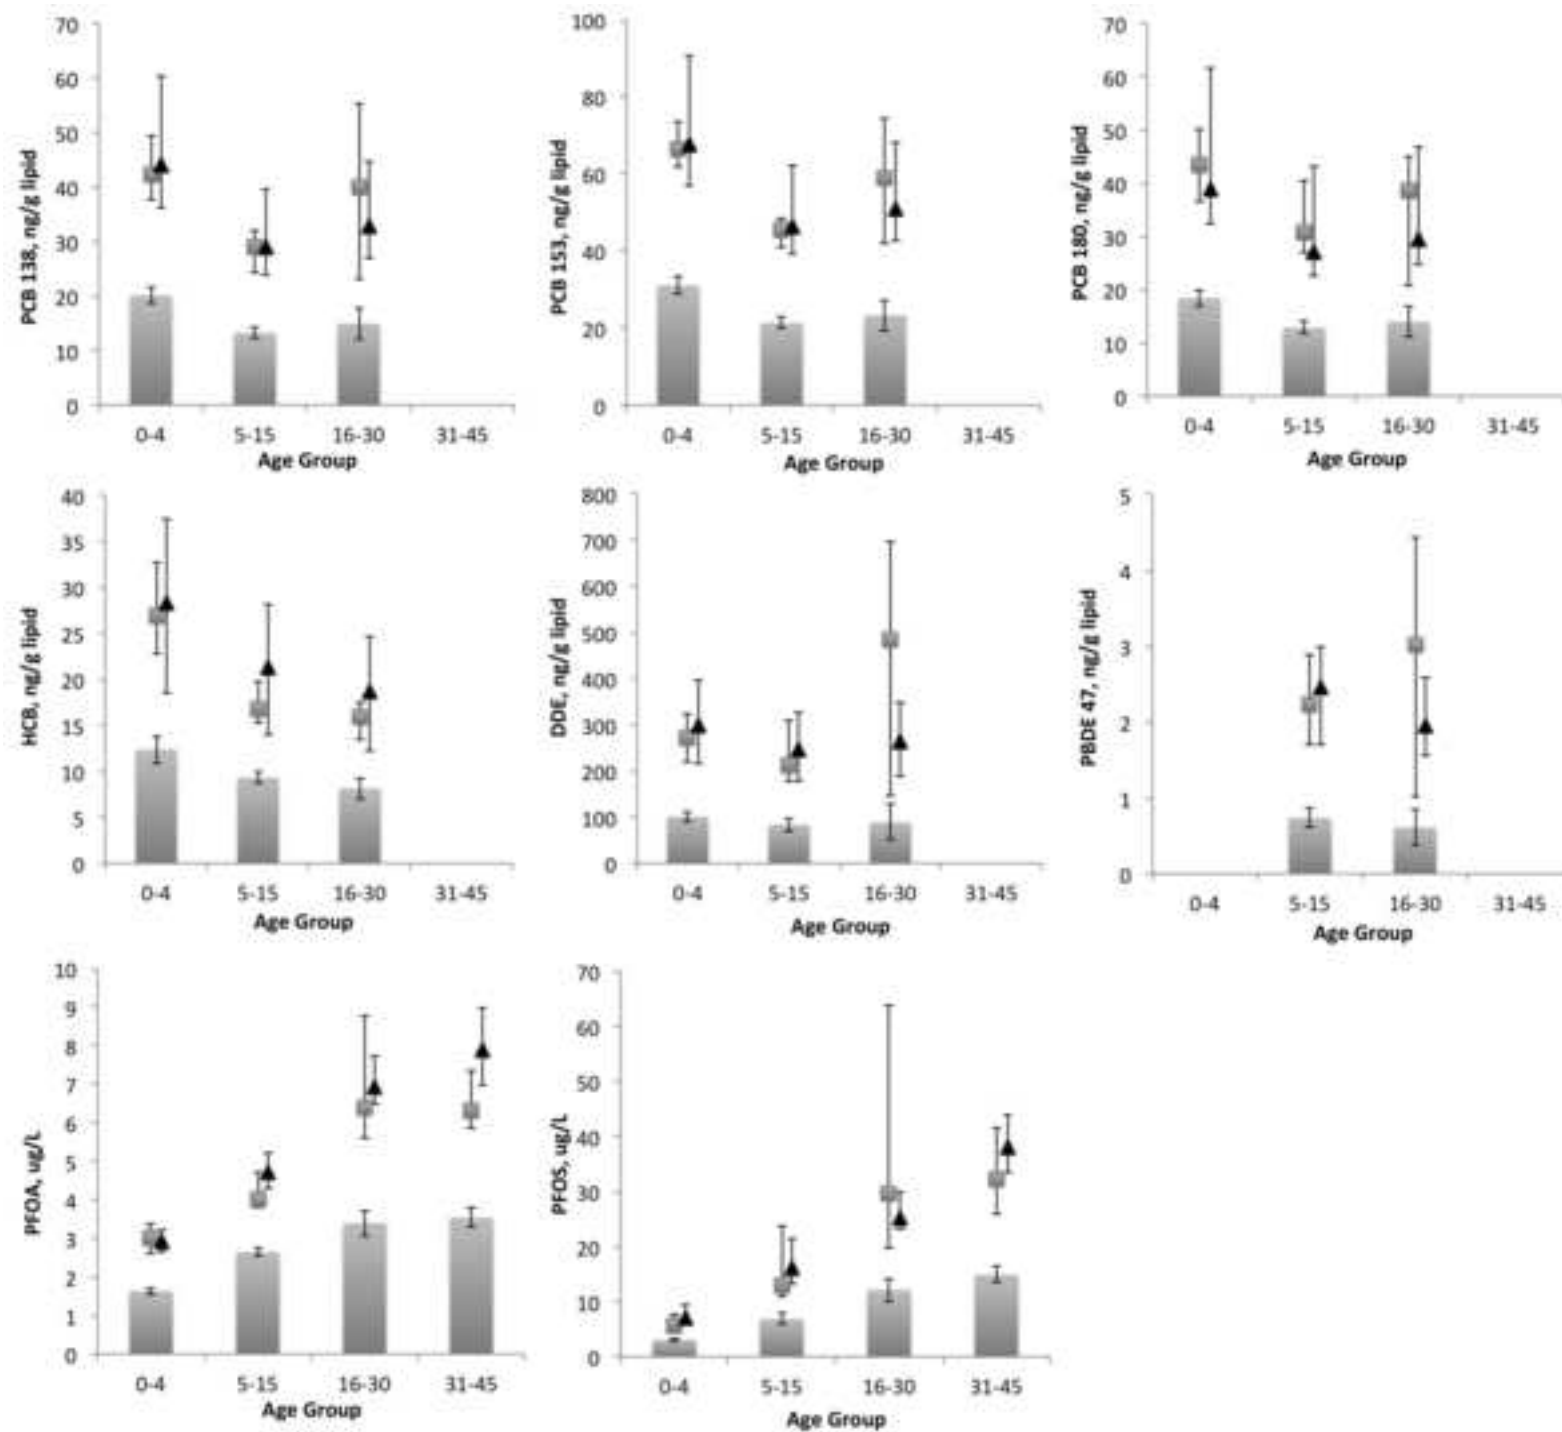 PCB 138, ng/g lipid
70
60
50
40
30
20
10
0
0-4 5-15 16-30 31-45
Age Group
PCB 153, ng/g lipid
100
80
60
40
20
0
0-4 5-15 16-30 31-45
Age Group
PCB 180, ng/g lipid
70
60
50
40
30
20
10
0
0-4 5-15 16-30 31-45
Age Group
HCB, ng/g lipid
40
35
30
25
20
15
10
5
0
0-4 5-15 16-30 31-45
Age Group
DDE, ng/g lipid
800
700
600
500
400
300
200
100
0
0-4 5-15 16-30 31-45
Age Group
PBDE 47, ng/g lipid
5
4
3
2
1
0
0-4 5-15 16-30 31-45
Age Group
PFOA, ug/L
10
9
8
7
6
5
4
3
2
1
0
0-4 5-15 16-30 31-45
Age Group
PFOS, ug/L
70
60
50
40
30
20
10
0
0-4 5-15 16-30 31-45
Age Group